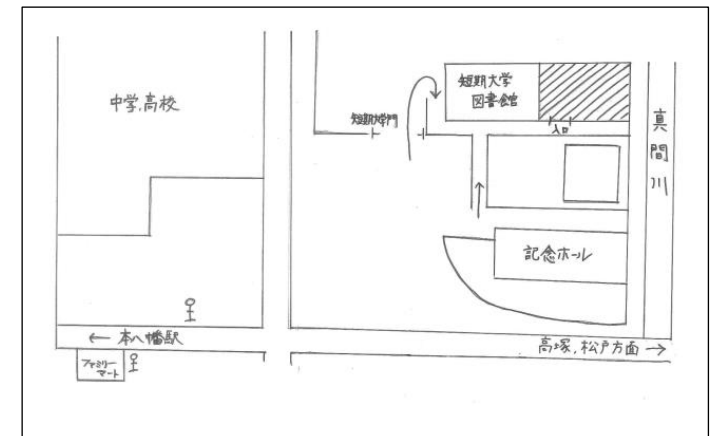 中学,高校
短期大学門
短期大学
図書館
入口
真間川
記念ホール
← 本八幡駅
ファミリー
マート
高塚,松戸方面 →